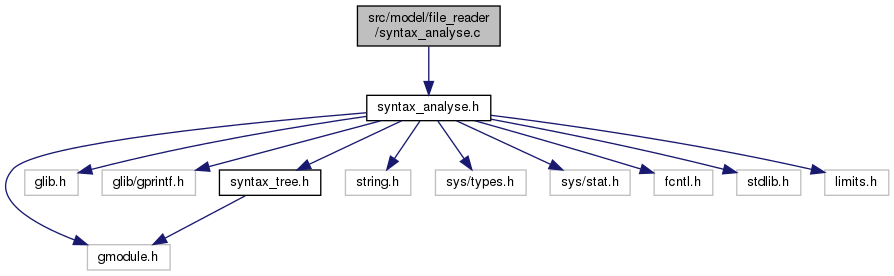 src/model/file_reader
/syntax_analyse.c
syntax_analyse.h
glib.h
glib/gprintf.h
syntax_tree.h
string.h
sys/types.h
sys/stat.h
fcntl.h
stdlib.h
limits.h
gmodule.h